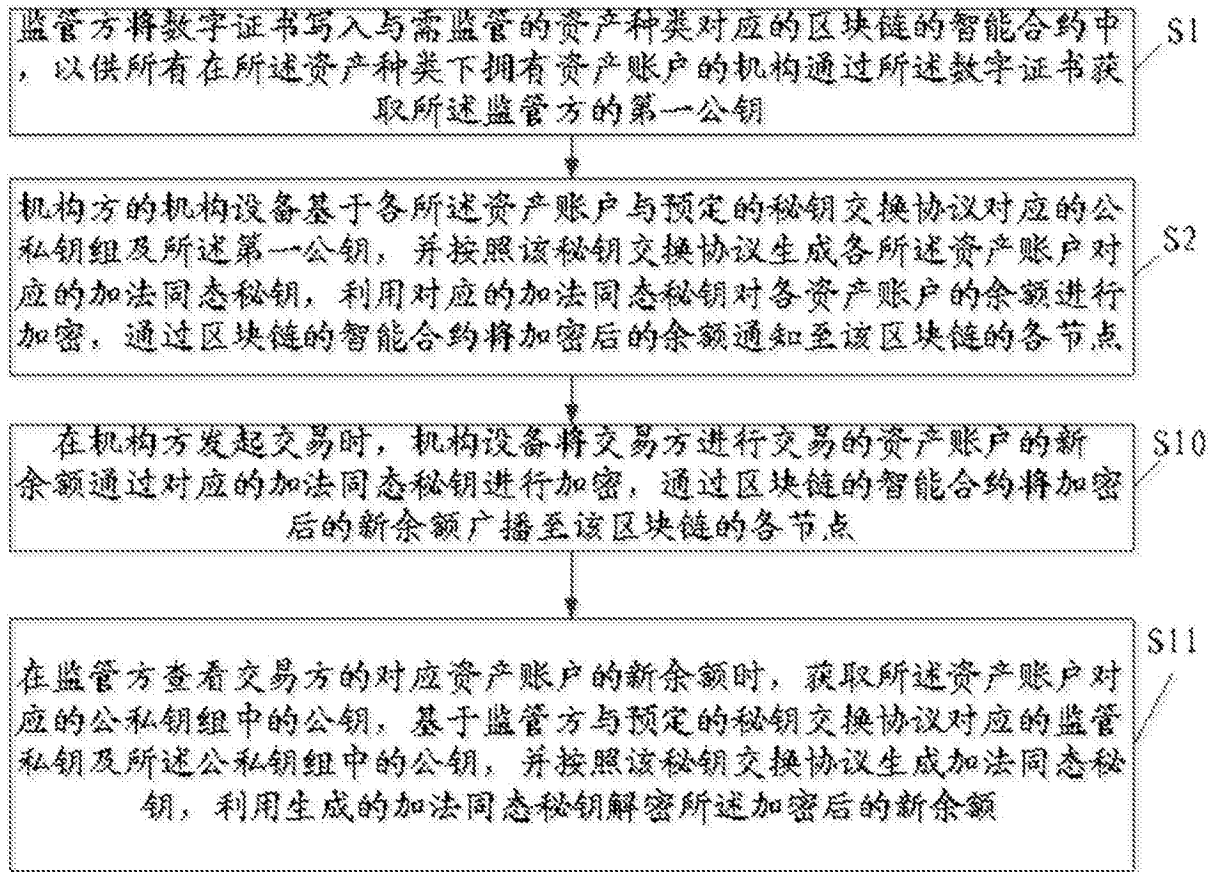 监管方将数字证书写入与需监管的资产种类对应的区块链的智能合约中
，以供所有在所述资产种类下拥有资产账户的机构通过所述数字证书获
取所述监管方的第一公钥
S1
机构方的机构设备基于各所述资产账户与预定的秘钥交换协议对应的公
私钥组及所述第一公钥，并按照该秘钥交换协议生成各所述资产账户对
应的加法同态秘钥，利用对应的加法同态秘钥对各资产账户的余额进行
加密，通过区块链的智能合约将加密后的余额通知至该区块链的各节点
S2
在机构方发起交易时，机构设备将交易方进行交易的资产账户的新
余额通过对应的加法同态秘钥进行加密，通过区块链的智能合约将加密
后的新余额广播至该区块链的各节点
S10
在监管方查看交易方的对应资产账户的新余额时，获取所述资产账户对
应的公私钥组中的公钥，基于监管方与预定的秘钥交换协议对应的监管
私钥及所述公私钥组中的公钥，并按照该秘钥交换协议生成加法同态秘
钥，利用生成的加法同态秘钥解密所述加密后的新余额
S11